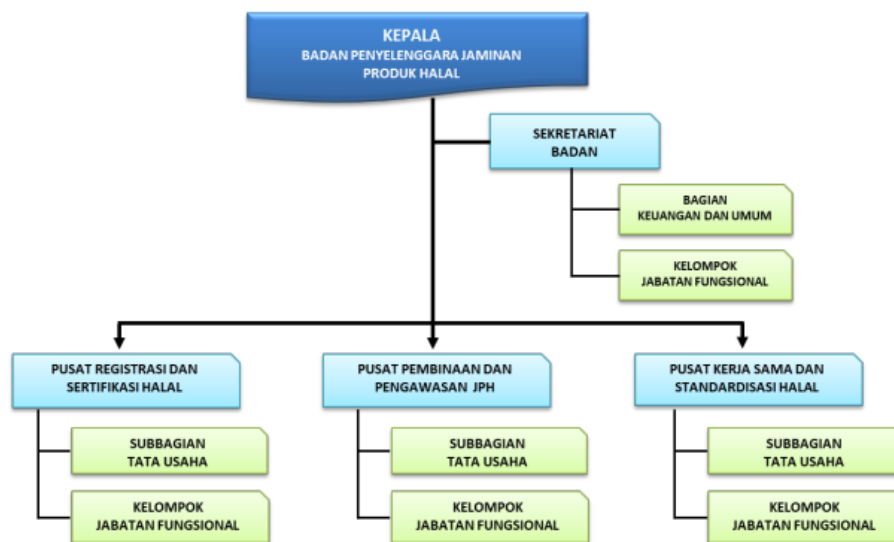 KEPALA
BADAN PENYELENGGARA JAMINAN
PRODUK HALAL
SEKRETARIAT
BADAN
BAGIAN
KEUANGAN DAN UMUM
KELOMPOK
JABATAN FUNGSIONAL
PUSAT REGISTRASI DAN
SERTIFIKASI HALAL
SUBBAGIAN
TATA USAHA
KELOMPOK
JABATAN FUNGSIONAL
PUSAT PEMBINAAN DAN
PENGAWASAN JPH
SUBBAGIAN
TATA USAHA
KELOMPOK
JABATAN FUNGSIONAL
PUSAT KERJA SAMA DAN
STANDARDISASI HALAL
SUBBAGIAN
TATA USAHA
KELOMPOK
JABATAN FUNGSIONAL